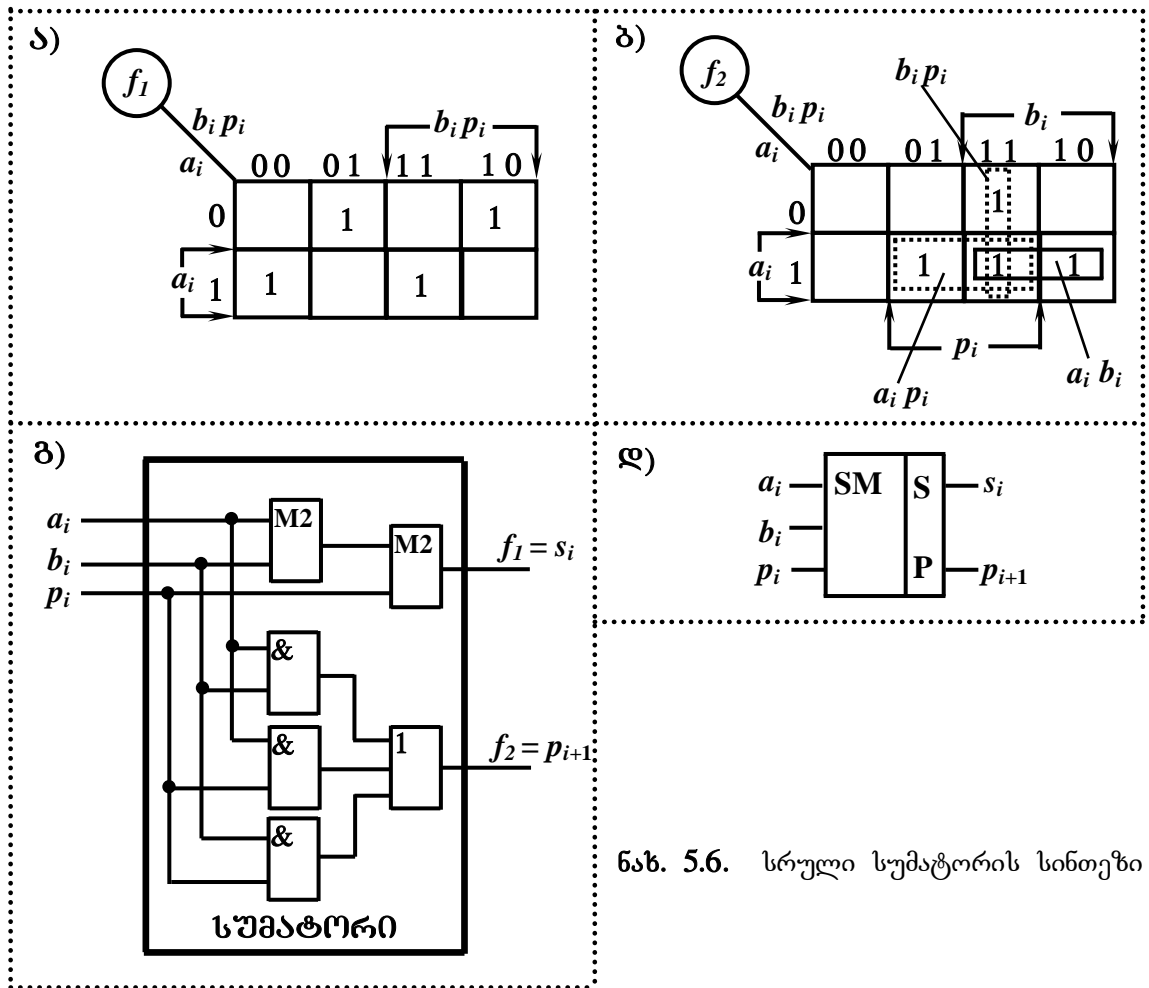 ა)
f1
bi pi
ai
bi pi
00 01 11 10
0 1 1
ai 1 1 1
ბ)
f2
bi pi
bi pi
bi
ai
00 01 11 10
0 1
ai 1 1 1 1
pi
ai pi
ai bi
გ)
ai
bi
pi
M2
M2
f1 = si
&
&
&
1
f2 = pi+1
სუმატორი
დ)
ai
bi
pi
SM
S
P
si
pi+1
ნახ. 5.6. სრული სუმატორის სინთეზი